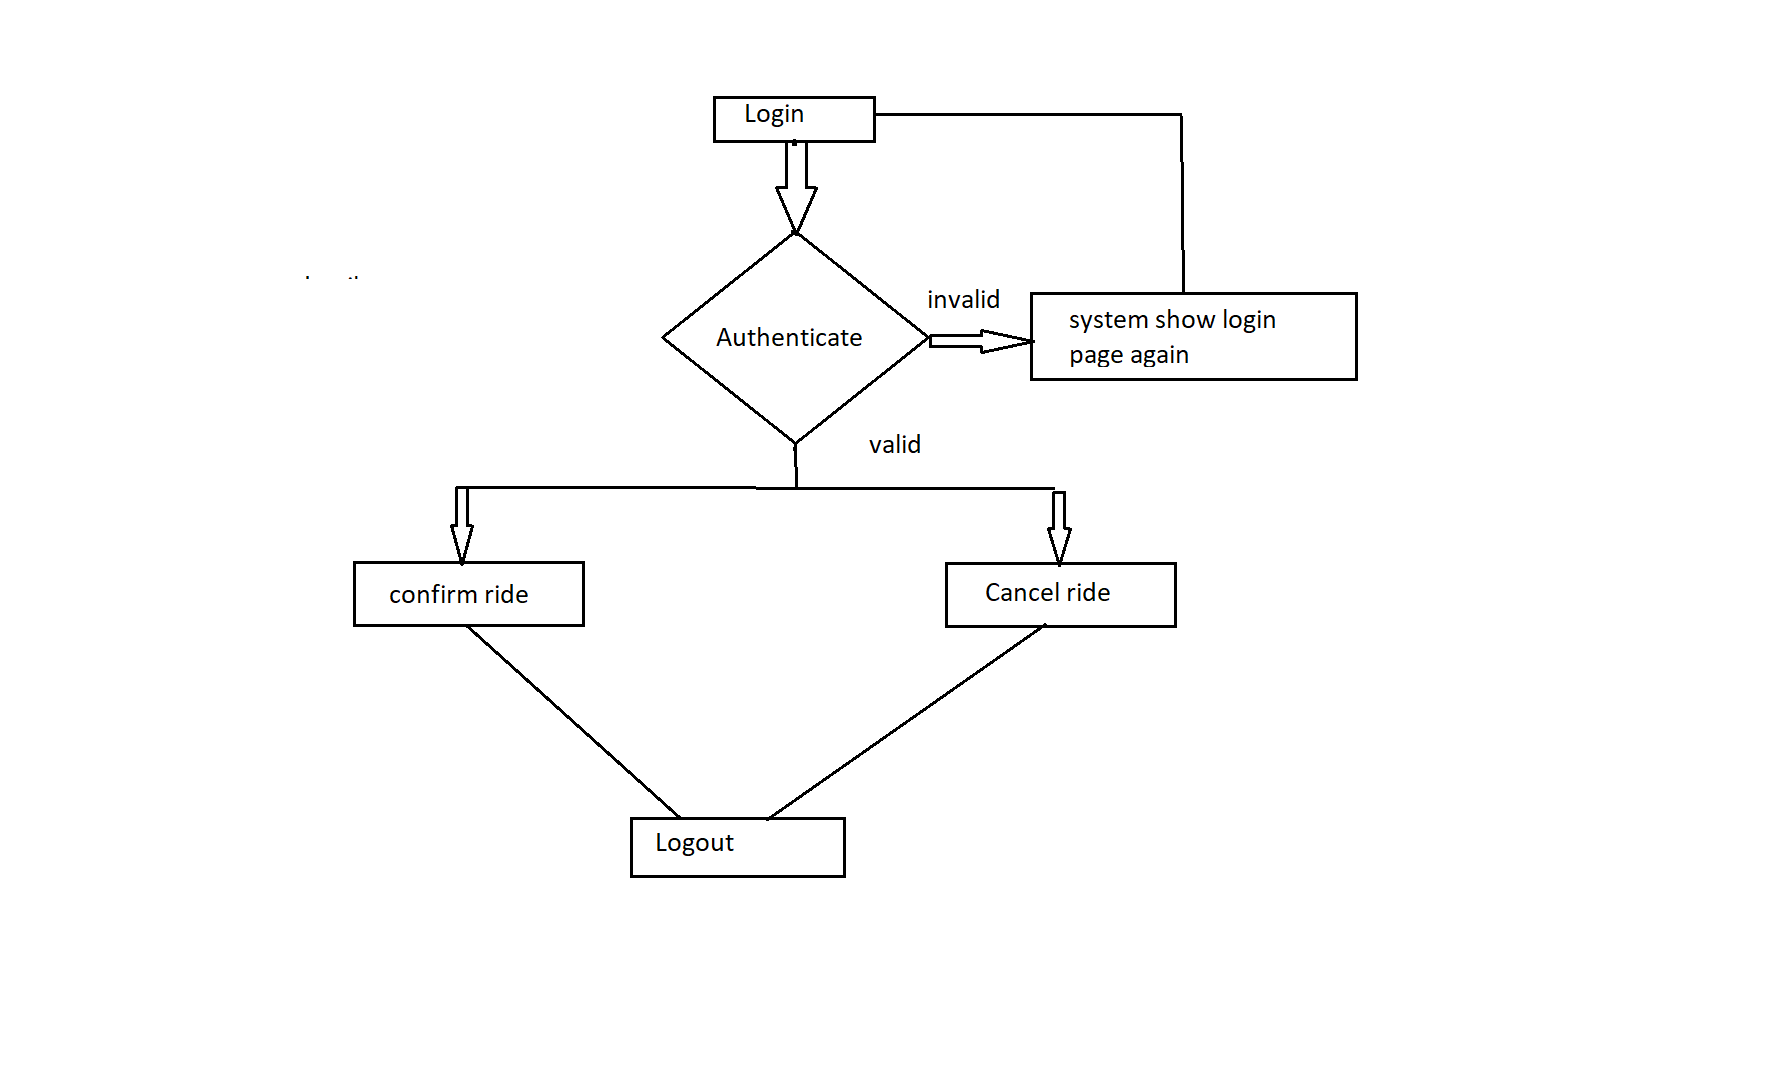 Login
invalid
system show login
page again
Authenticate
valid
confirm ride
Cancel ride
Logout